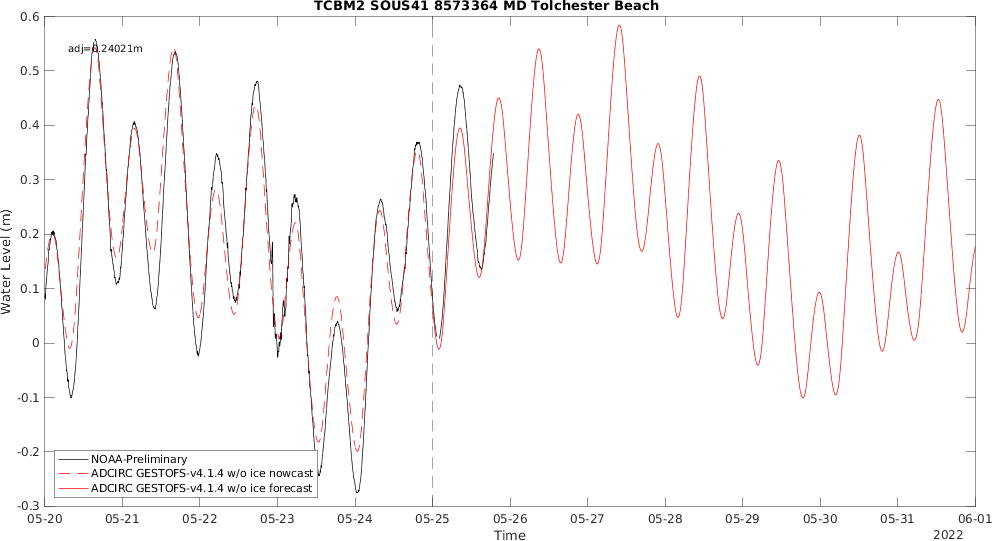 TCBM2 SOUS41 8573364 MD Tolchester Beach
adj=0.24021m
0.6
0.5
0.4
0.3
0.2
0.1
0
-0.1
-0.2
-0.3
Water Level (m)
NOAA-Preliminary
ADCIRC GESTOFS-v4.1.4 w/o ice nowcast
ADCIRC GESTOFS-v4.1.4 w/o ice forecast
05-20 05-21 05-22 05-23 05-24 05-25 05-26 05-27 05-28 05-29 05-30 05-31 06-01
Time
2022